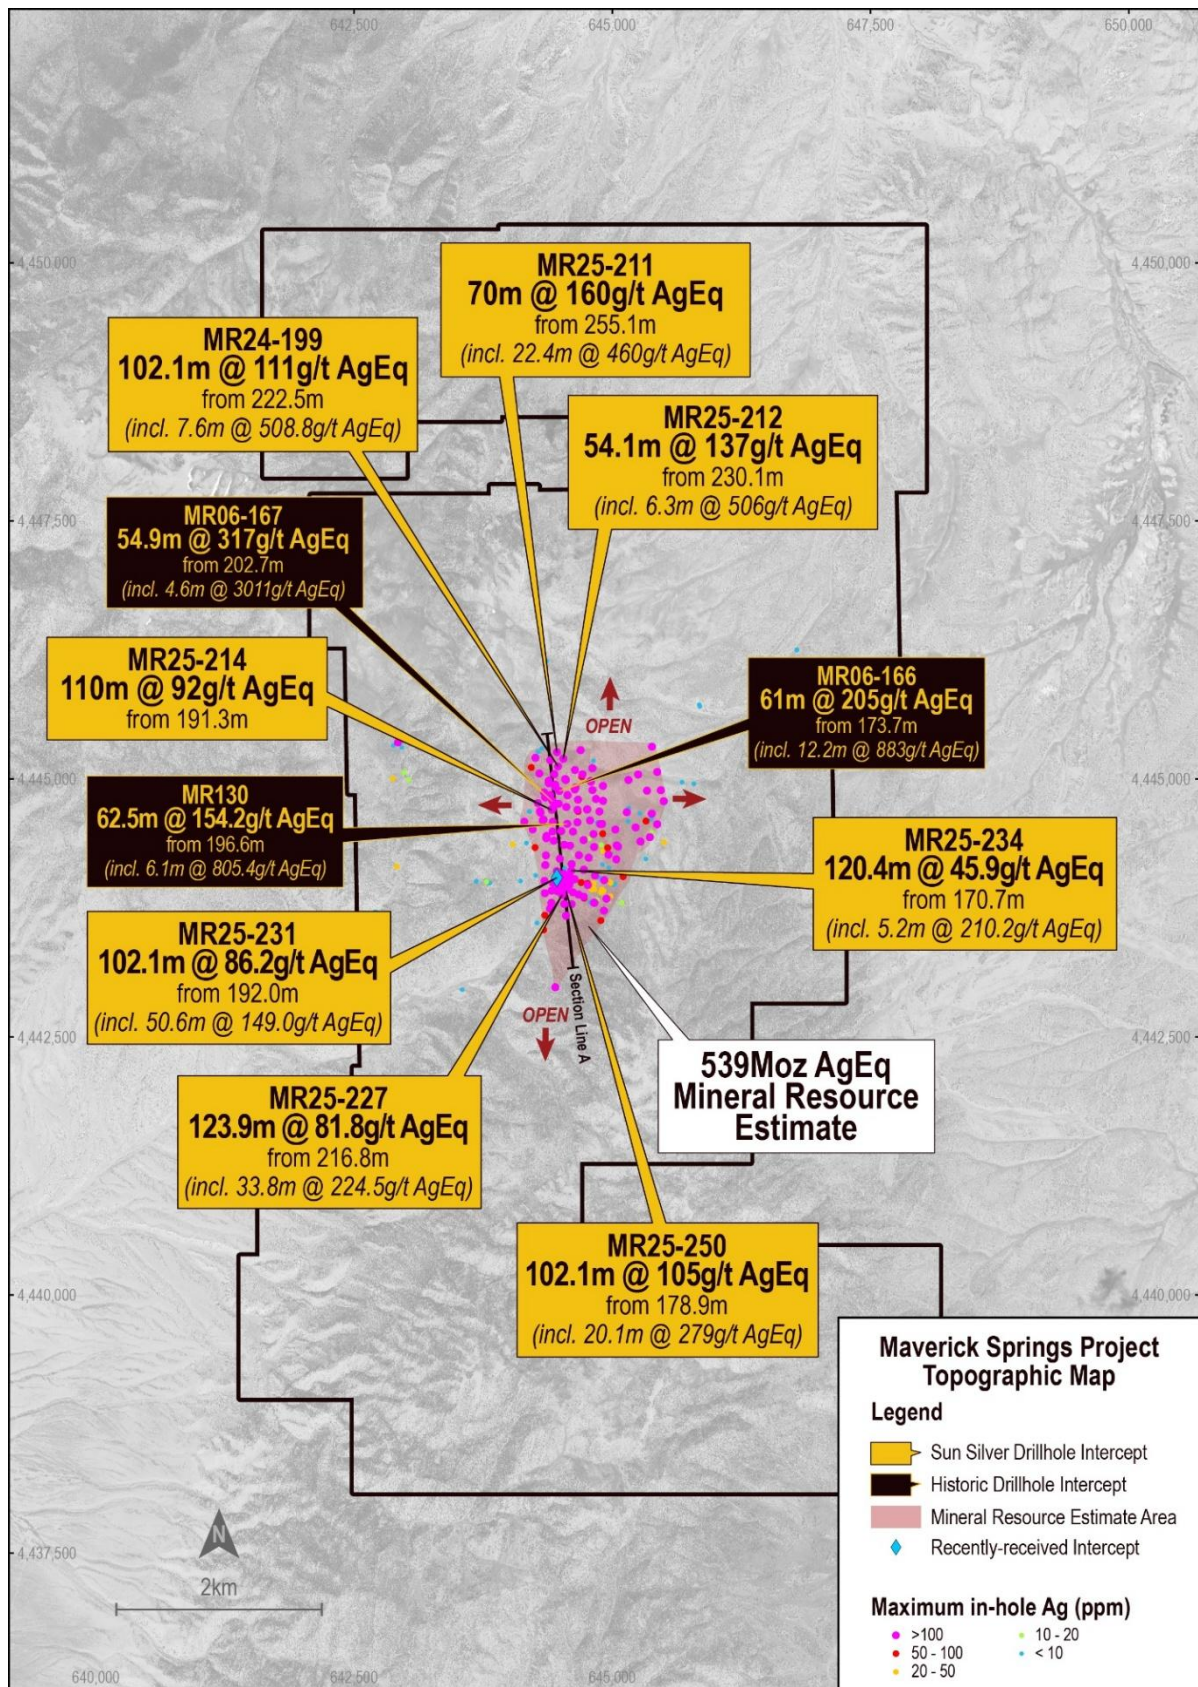 642,500
645,000
647,500
650,000
4,450,000
4,450,000
MR25-211
70m @ 160g/t AgEq
from 255.1m
(incl. 22.4m @ 460g/t AgEq)
MR24-199
102.1m @ 111g/t AgEq
from 222.5m
(incl. 7.6m @ 508.8g/t AgEq)
MR25-212
54.1m @ 137g/t AgEq
from 230.1m
(incl. 6.3m @ 506g/t AgEq)
4,447,500
4,447,500
MR06-167
54.9m @ 317g/t AgEq
from 202.7m
(incl. 4.6m @ 3011g/t AgEq)
MR25-214
110m @ 92g/t AgEq
from 191.3m
MR06-166
61m @ 205g/t AgEq
from 173.7m
(incl. 12.2m @ 883g/t AgEq)
OPEN
4,445,000
4,445,000
MR130
62.5m @ 154.2g/t AgEq
from 196.6m
(incl. 6.1m @ 805.4g/t AgEq)
MR25-234
120.4m @ 45.9g/t AgEq
from 170.7m
(incl. 5.2m @ 210.2g/t AgEq)
MR25-231
102.1m @ 86.2g/t AgEq
from 192.0m
(incl. 50.6m @ 149.0g/t AgEq)
OPEN
Section Line A
4,442,500
4,442,500
539Moz AgEq
Mineral Resource
Estimate
MR25-227
123.9m @ 81.8g/t AgEq
from 216.8m
(incl. 33.8m @ 224.5g/t AgEq)
MR25-250
102.1m @ 105g/t AgEq
from 178.9m
(incl. 20.1m @ 279g/t AgEq)
4,440,000
4,440,000
Maverick Springs Project
Topographic Map
Legend
Sun Silver Drillhole Intercept
Historic Drillhole Intercept
Mineral Resource Estimate Area
Recently-received Intercept
Maximum in-hole Ag (ppm)
>100
50 - 100
20 - 50
10 - 20
< 10
4,437,500
N
2km
640,000
642,500
645,000